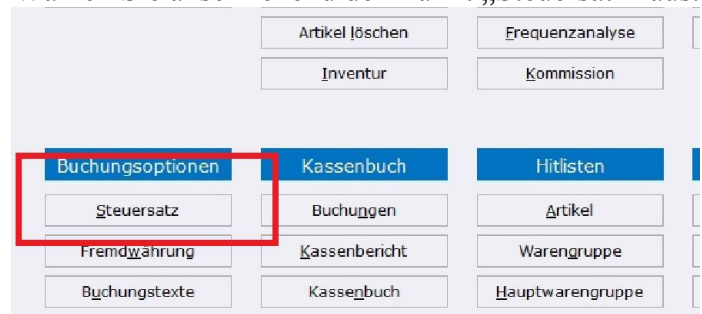 Artikel löschen
Frequenzanalyse
Inventur
Kommission
Buchungsoptionen
Kassenbuch
Hitlisten
Steuersatz
Buchungen
Artikel
Fremdwährung
Kassenbericht
Warengruppe
Buchungstexte
Kassenbuch
Hauptwarengruppe